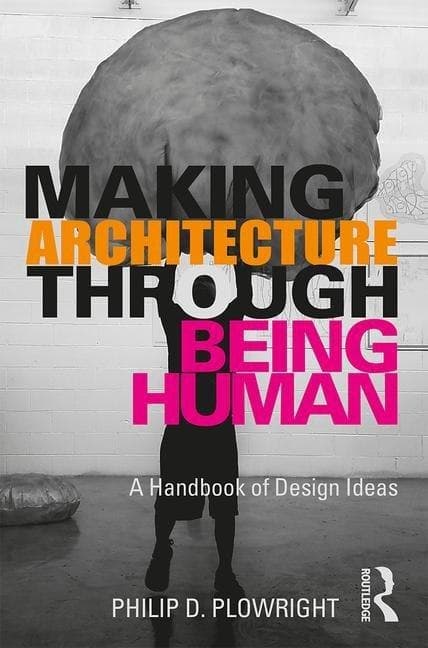 MAKING
ARCHITECTURE
THROUGH
BEING
HUMAN
A Handbook of Design Ideas
PHILIP D. PLOWRIGHT
ROUTLEDGE